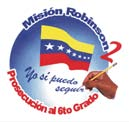 Misión Robinson 2
Yo sí puedo
seguir
Prosecución al 6to Grado